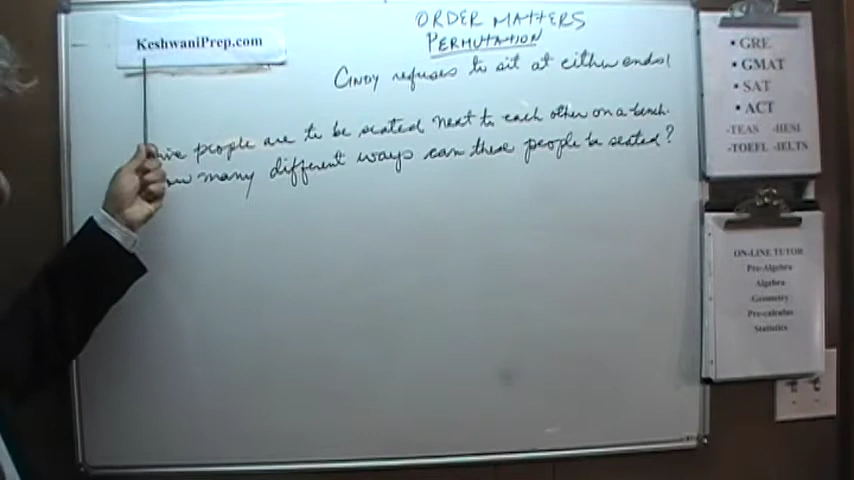 KeshwaniPrep.com
ORDER MATTERS
PERMUTATION
CINDY refuses to sit at either ends!
people are to be seated next to each other on a bench.
many different ways can these people be seated?
• GRE
• GMAT
• SAT
• ACT
-TEAS -HESI
-TOEFL -IELTS
ON-LINE TUTOR
Pre-Algebra
Algebra
Geometry
Pre-calculus
Statistics